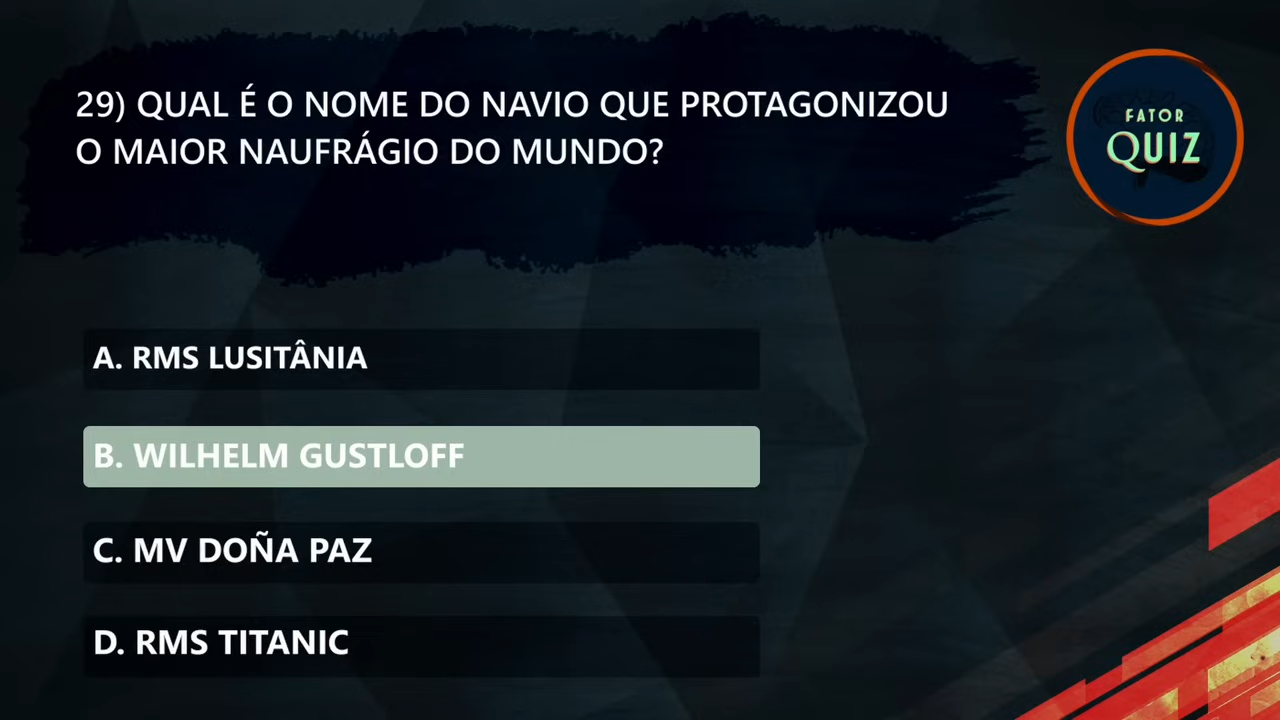 29) QUAL É O NOME DO NAVIO QUE PROTAGONIZOU
O MAIOR NAUFRÁGIO DO MUNDO?
FATOR
QUIZ
A. RMS LUSITÂNIA
B. WILHELM GUSTLOFF
C. MV DOÑA PAZ
D. RMS TITANIC